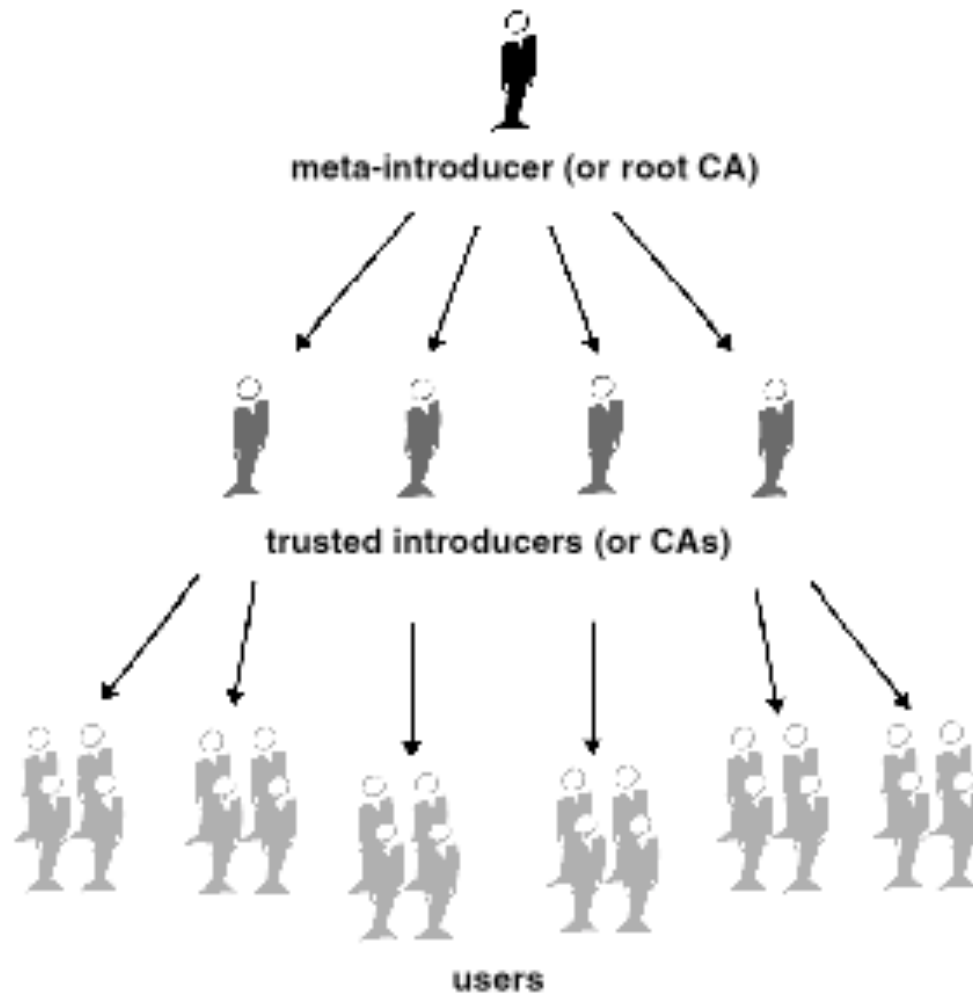 meta-introducer (or root CA)
trusted introducers (or CAs)
users